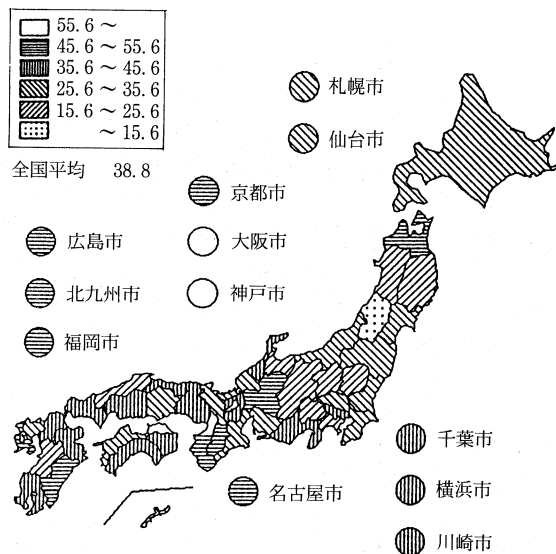 55.6～
45.6～55.6
35.6～45.6
25.6～35.6
15.6～25.6
～15.6
全国平均 38.8
札幌市
仙台市
京都市
広島市
大阪市
北九州市
神戸市
福岡市
千葉市
名古屋市
横浜市
川崎市